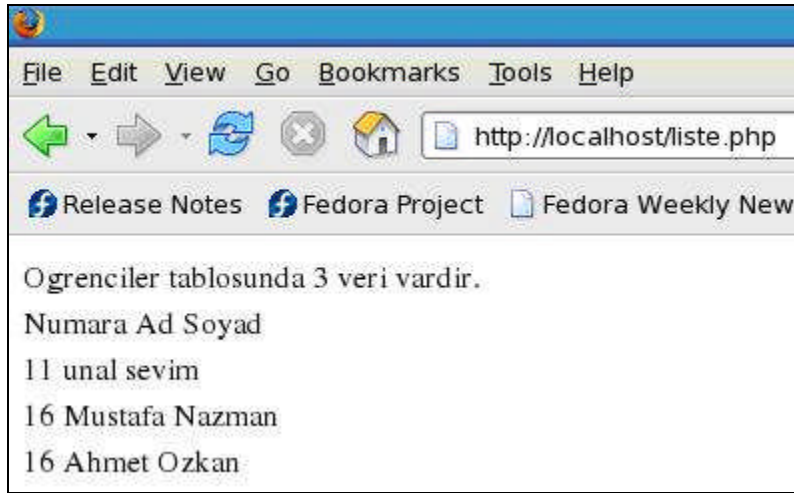 File Edit View Go Bookmarks Tools Help
http://localhost/liste.php
Release Notes Fedora Project Fedora Weekly New
Ogrenciler tablosunda 3 veri vardir.
Numara Ad Soyad
11 unal sevim
16 Mustafa Nazman
16 Ahmet Ozkan